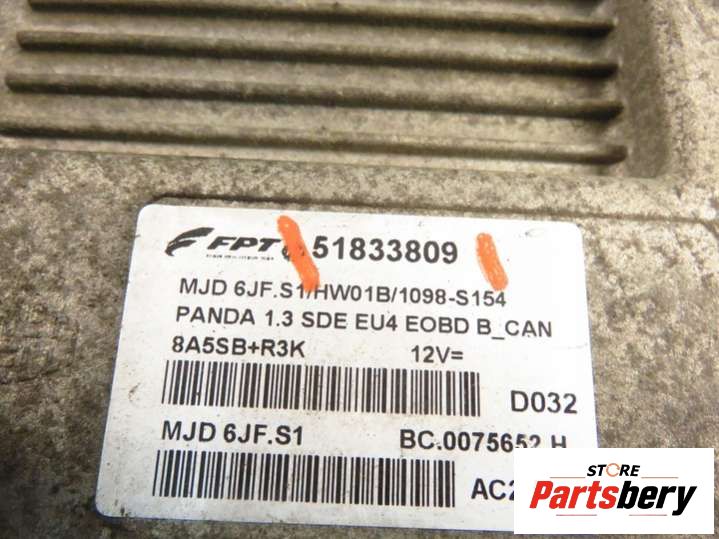 FPT 51833809
MJD 6JF.S1/HW01B/1098-S154
PANDA 1.3 SDE EU4 EOBD B_CAN
8A5SB+R3K 12V=
D032
MJD 6JF.S1 BC.0075652.H
AC2
STORE
Partsbery